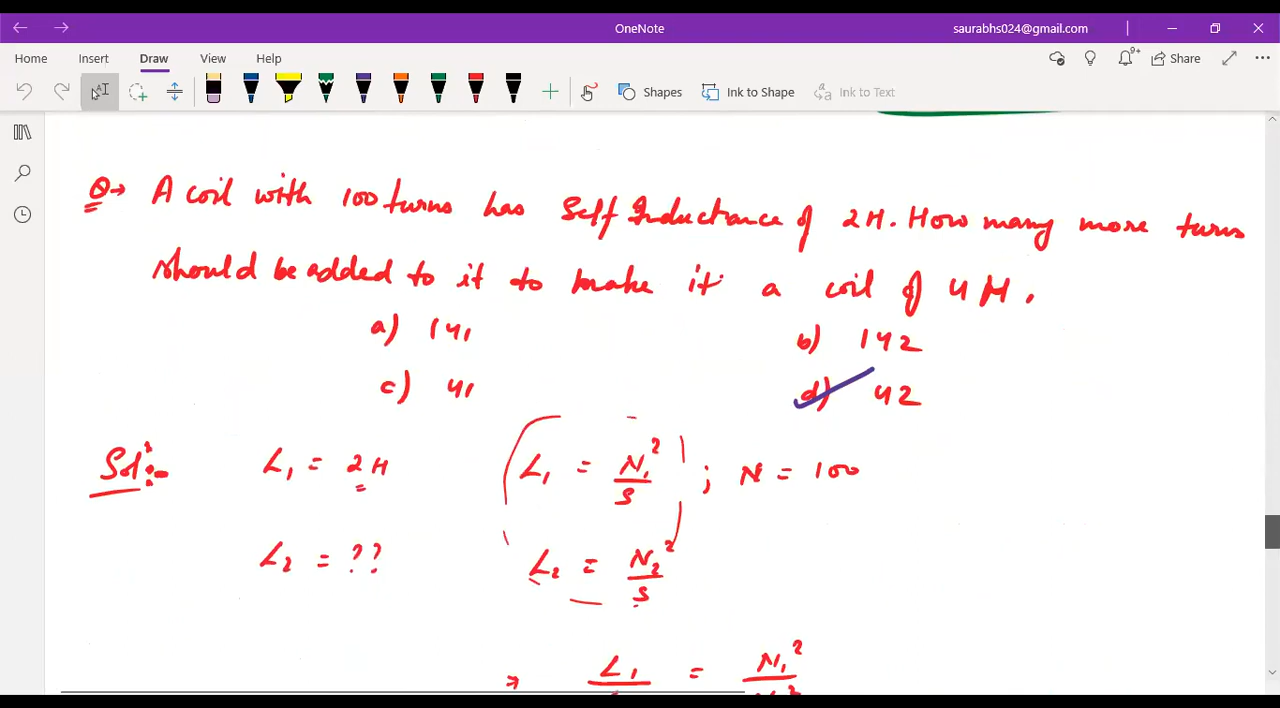 OneNote
saurabhs024@gmail.com
Home Insert Draw View Help
Share
Shapes Ink to Shape Ink to Text
Q→ A coil with 100 turns has Self Inductance of 2H. How many more turns
should be added to it to make it a coil of 4H.
a) 141 b) 142
c) 41 d) 42
Sol:- L₁ = 2H L₁ = N₁²/S ; N = 100
L₂ = ?? L₂ = N₂²/S
→ L₁ = N₁²